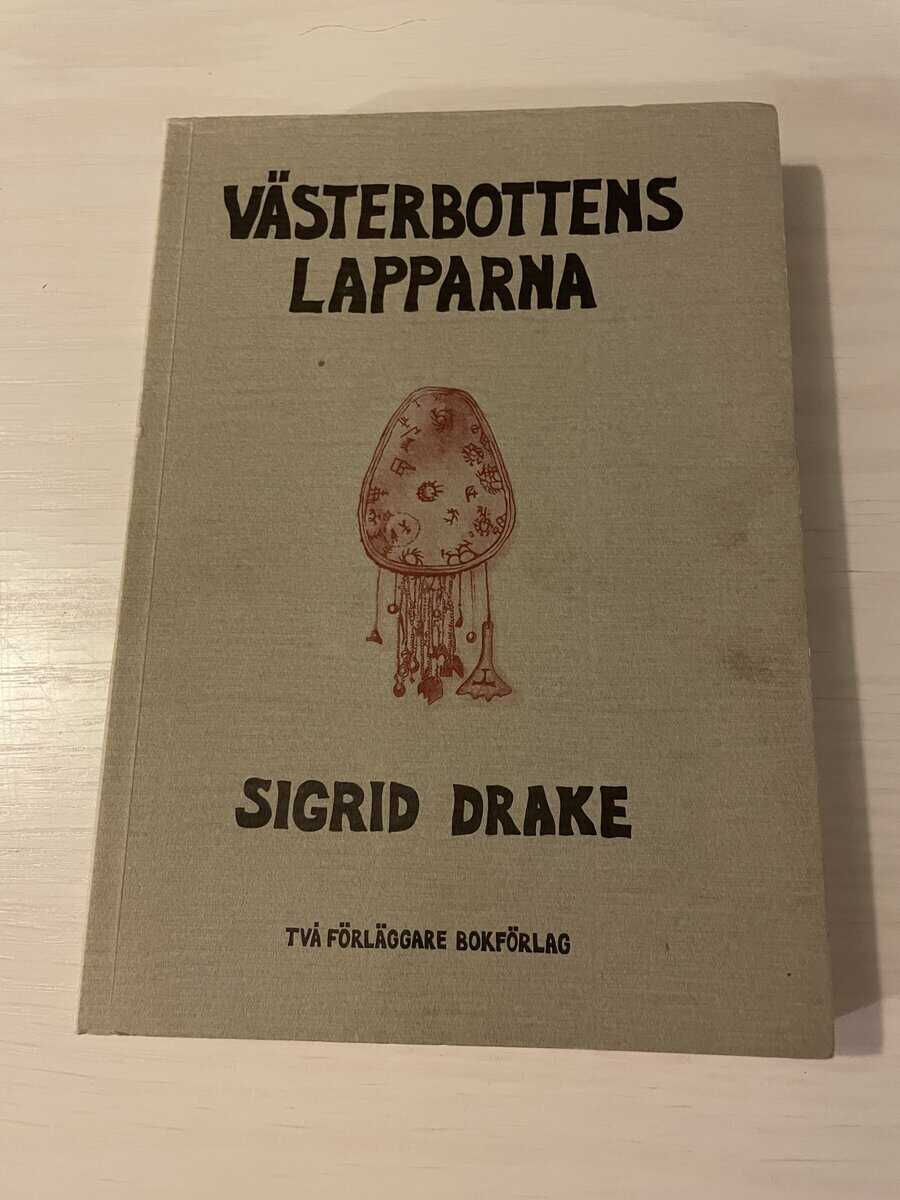 VÄSTERBOTTENS
LAPPARNA
SIGRID DRAKE
TVÅ FÖRLÄGGARE BOKFÖRLAG